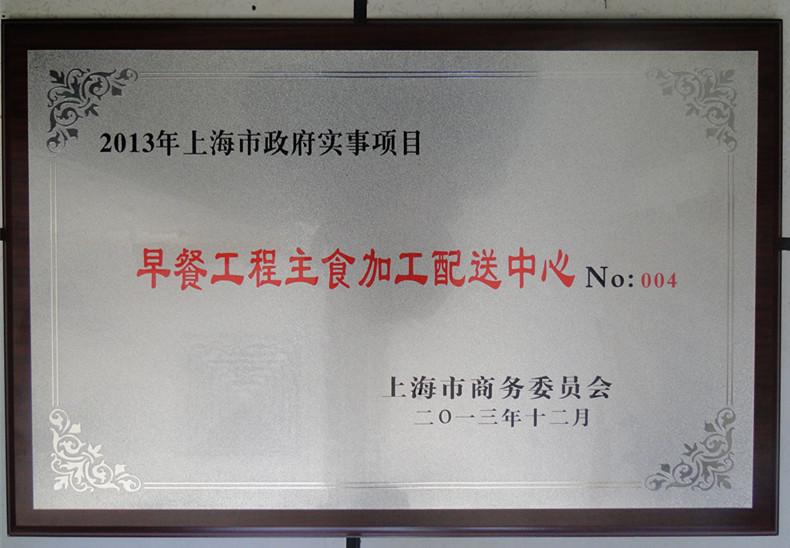 2013年上海市政府实事项目
早餐工程主食加工配送中心 No: 004
上海市商务委员会
二O一三年十二月